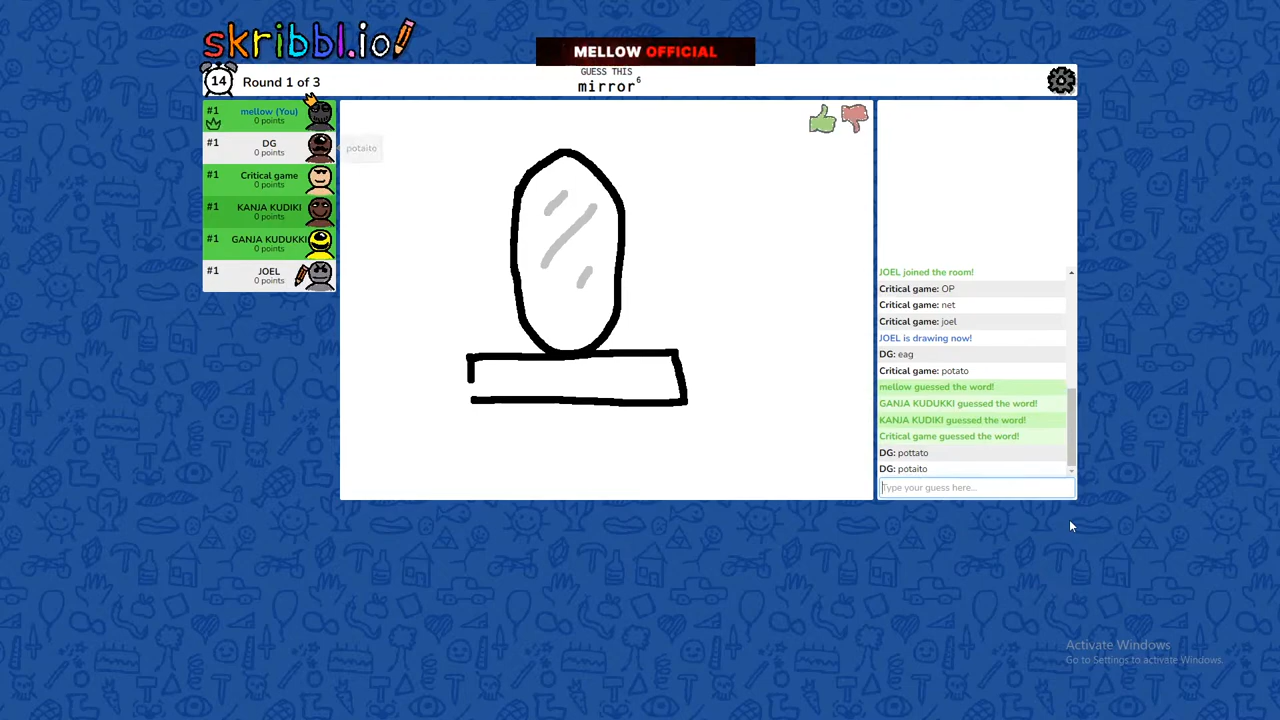 skribbl.io
MELLOW OFFICIAL
14
Round 1 of 3
GUESS THIS
mirror 6
#1
mellow (You)
0 points
#1
DG
0 points
potaito
#1
Critical game
0 points
#1
KANJA KUDIKI
0 points
#1
GANJA KUDUKKI
0 points
#1
JOEL
0 points
JOEL joined the room!
Critical game: OP
Critical game: net
Critical game: joel
JOEL is drawing now!
DG: eag
Critical game: potato
mellow guessed the word!
GANJA KUDUKKI guessed the word!
KANJA KUDIKI guessed the word!
Critical game guessed the word!
DG: pottato
DG: potaito
Type your guess here...
Activate Windows
Go to Settings to activate Windows.